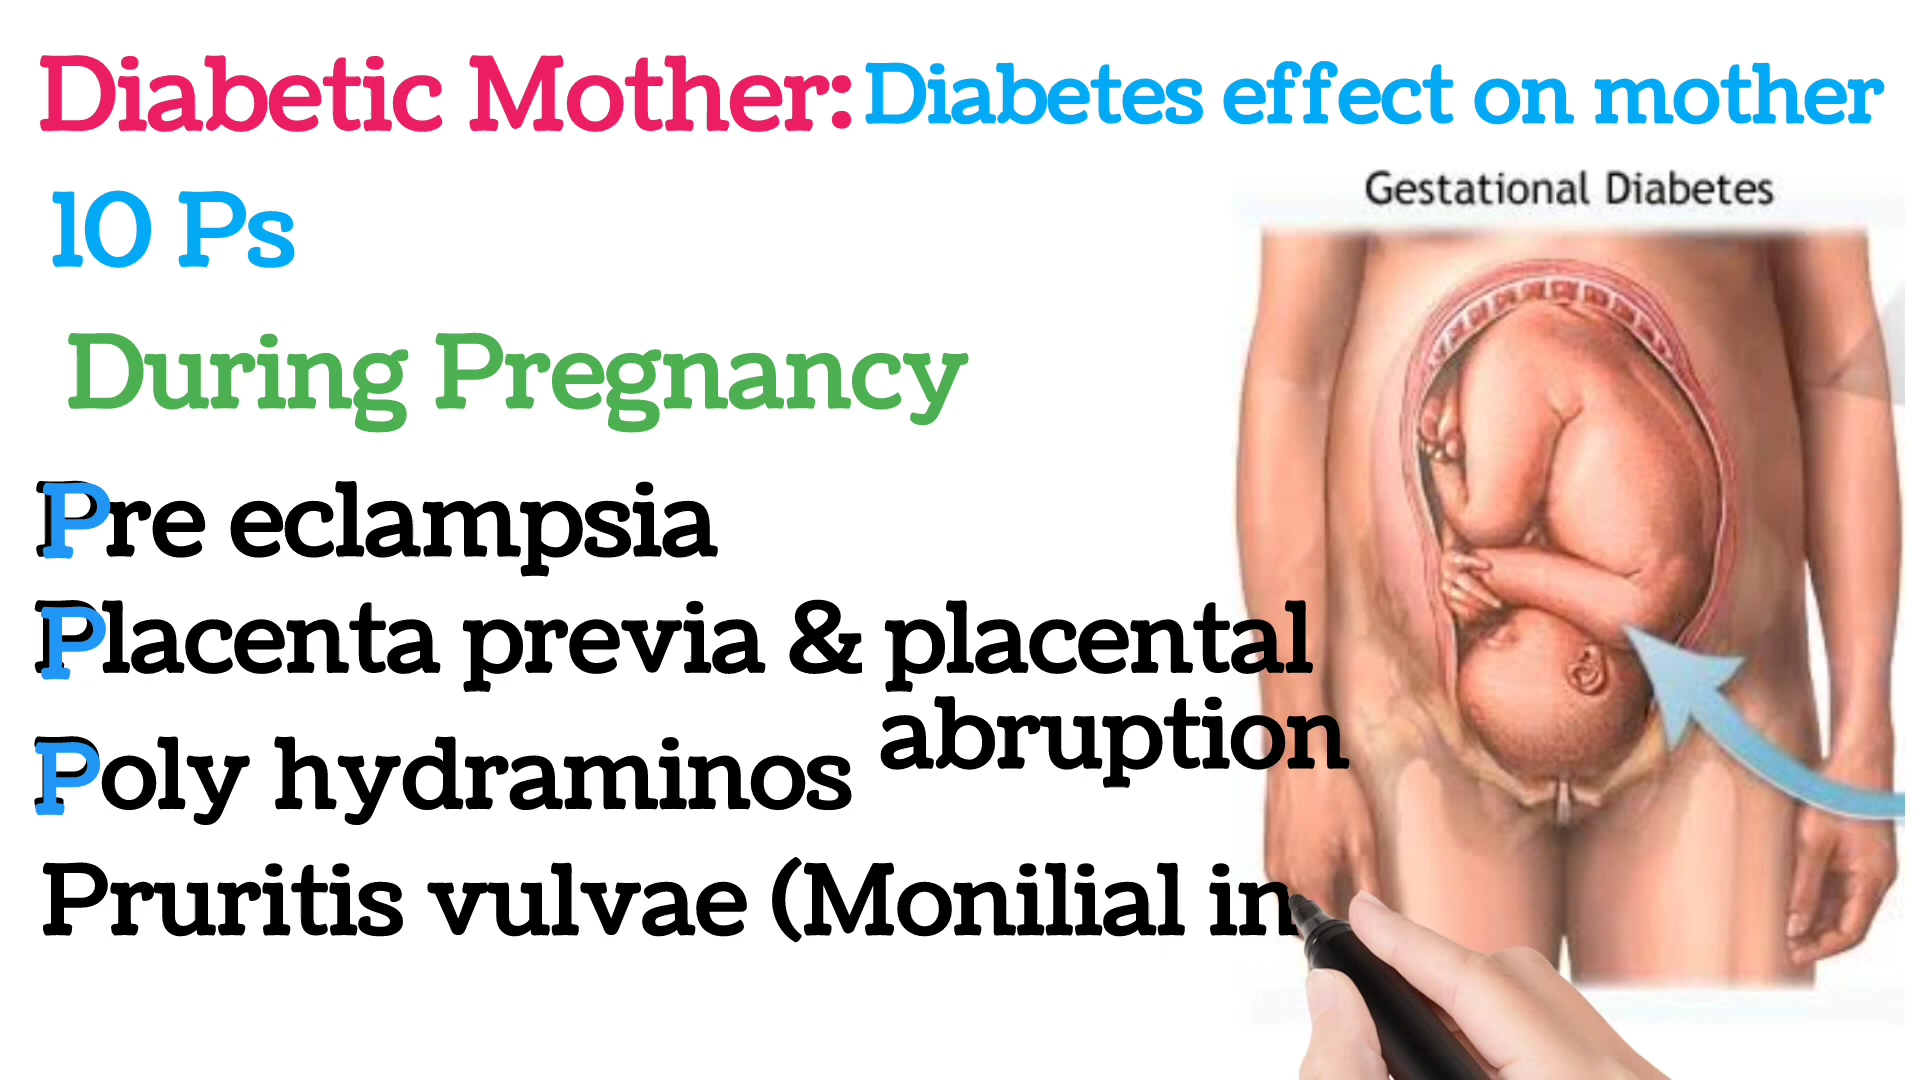 Diabetic Mother: Diabetes effect on mother
10 Ps
Gestational Diabetes
During Pregnancy
Pre eclampsia
Placenta previa & placental
abruption
Poly hydraminos
Pruritis vulvae (Monilial in